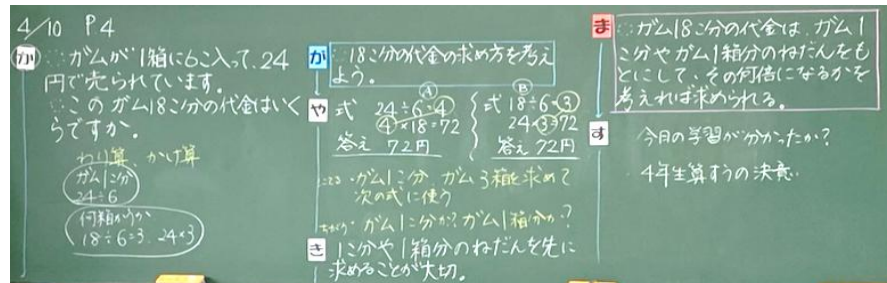 4/10 P4
か
ガムが1箱に6こ入って、24
円で売られています。
このガム18こ分の代金はいく
らですか。
わり算、かけ算
ガム1こ分
24÷6
何箱かうか
18÷6=3、24×3
が
18こ分の代金の求め方を考え
よう。
や
Ⓐ
式 24÷6=4
4×18=72
答え 72円
Ⓑ
式 18÷6=3
24×3=72
答え 72円
にてる・ガム1こ分 ガム3箱を求めて
次の式に使う
ちがう・ガム1こ分か?ガム1箱分か?
き
1こ分や1箱分のねだんを先に
求めることが大切。
ま
ガム18こ分の代金は、ガム1
こ分やガム1箱分のねだんをも
とにして、その何倍になるかを
考えれば求められる。
す
今日の学習が分かったか?
4年生算すうの決意…